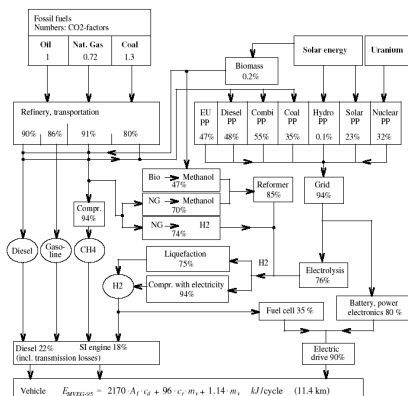 Fossil fuels
Numbers: CO2-factors
Oil Nat. Gas Coal
1 0.72 1.3
Solar energy Uranium
Biomass
0.2%
Refinery, transportation
90% 86% 91% 80%
EU PP Diesel PP Combi PP Coal PP Hydro PP Solar PP Nuclear PP
47% 48% 55% 35% 0.1% 23% 32%
Bio Methanol
47%
NG Methanol
70%
NG H2
74%
Reformer
85%
Grid
94%
Compr.
94%
Diesel
Gaso-
line
CH4
Liquefaction
75%
H2
H2
Compr. with electricity
94%
Electrolysis
76%
Fuel cell 35 %
Battery, power
electronics 80 %
Diesel 22% SI engine 18%
(incl. transmission losses)
Electric
drive 90%
Vehicle E_MVEG-95 ≈ 2170·A_f·c_d + 96·c_r·m_v + 1.14·m_v kJ/cycle (11.4 km)